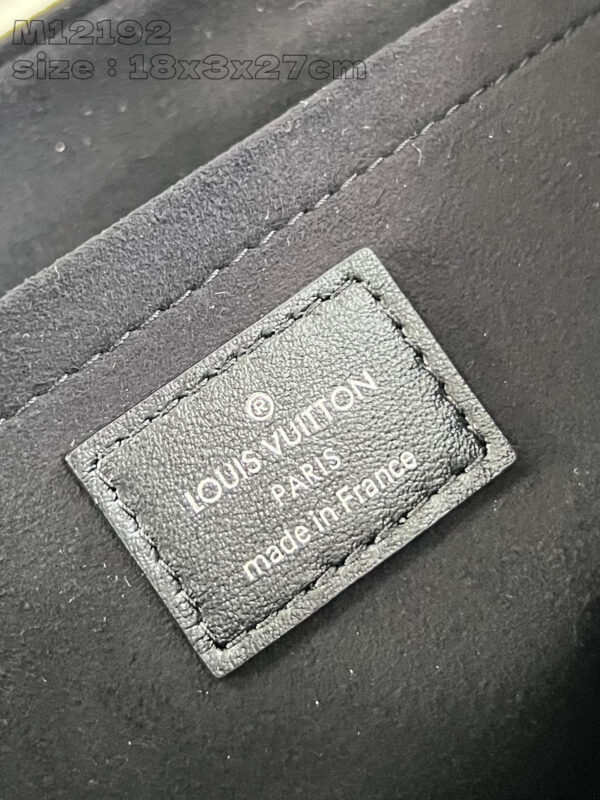 M12192
size : 18x3x27cm
®
LOUIS VUITTON
PARIS
made in France